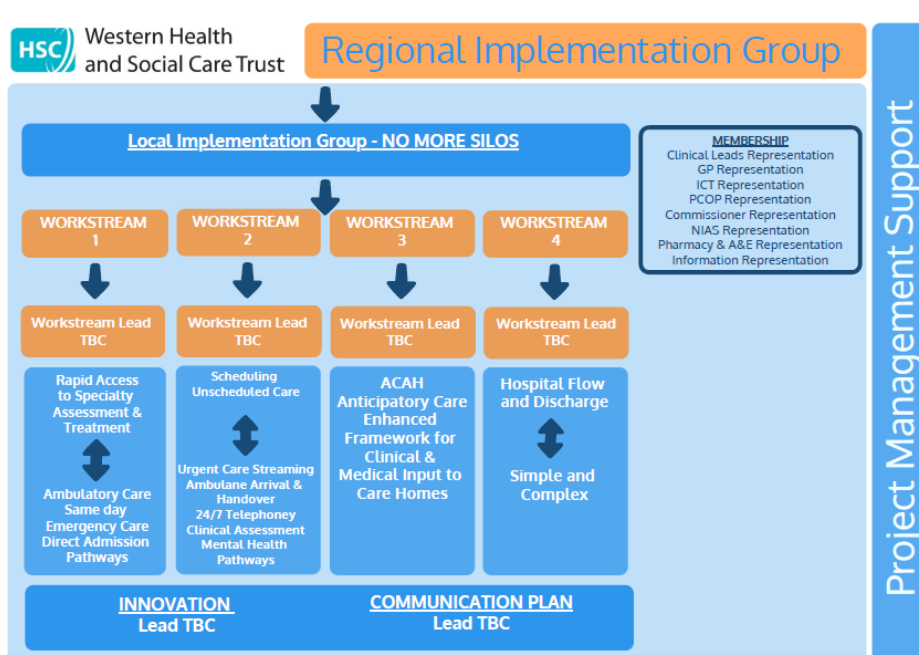 HSC
Western Health
and Social Care Trust
Regional Implementation Group
Local Implementation Group - NO MORE SILOS
MEMBERSHIP
Clinical Leads Representation
GP Representation
ICT Representation
PCOP Representation
Commissioner Representation
NIAS Representation
Pharmacy & A&E Representation
Information Representation
WORKSTREAM
1
WORKSTREAM
2
WORKSTREAM
3
WORKSTREAM
4
Workstream Lead
TBC
Workstream Lead
TBC
Workstream Lead
TBC
Workstream Lead
TBC
Rapid Access
to Specialty
Assessment &
Treatment
Ambulatory Care
Same day
Emergency Care
Direct Admission
Pathways
Scheduling
Unscheduled Care
Urgent Care Streaming
Ambulane Arrival &
Handover
24/7 Telephoney
Clinical Assessment
Mental Health
Pathways
ACAH
Anticipatory Care
Enhanced
Framework for
Clinical &
Medical Input to
Care Homes
Hospital Flow
and Discharge
Simple and
Complex
INNOVATION
Lead TBC
COMMUNICATION PLAN
Lead TBC
Project Management Support